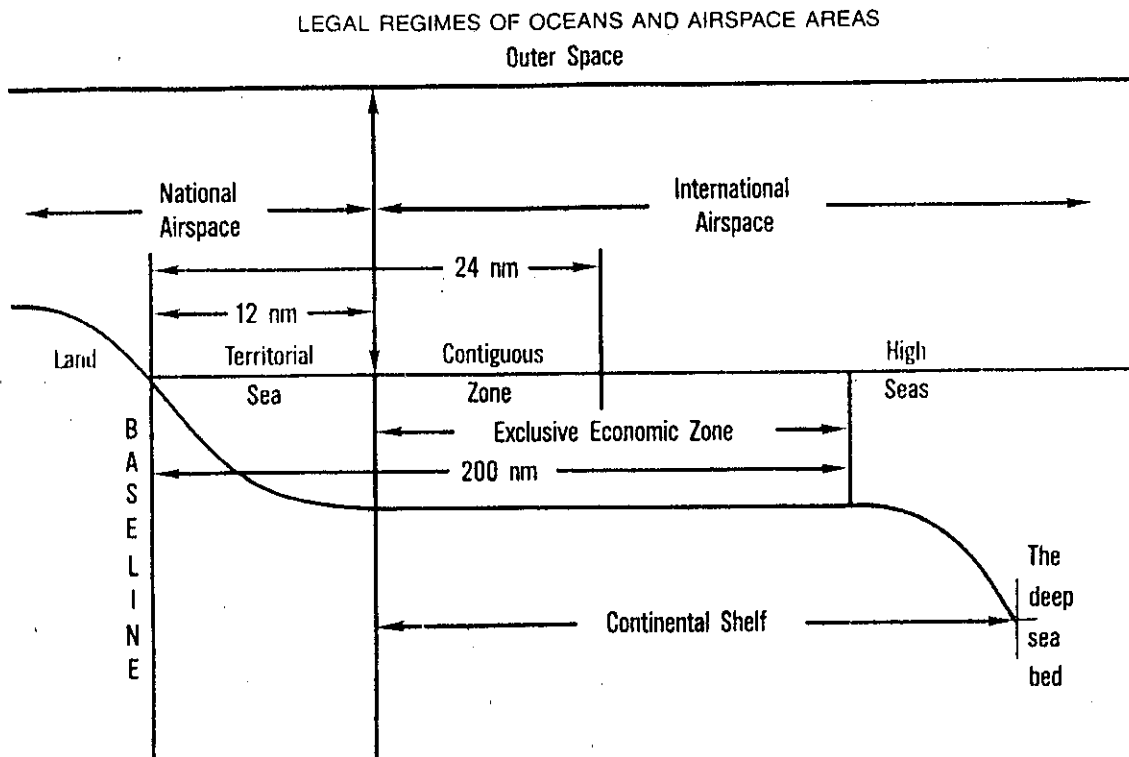 LEGAL REGIMES OF OCEANS AND AIRSPACE AREAS
Outer Space
National
Airspace
International
Airspace
24 nm
12 nm
Land
Territorial
Sea
Contiguous
Zone
High
Seas
Exclusive Economic Zone
200 nm
BASELINE
Continental Shelf
The
deep
sea
bed